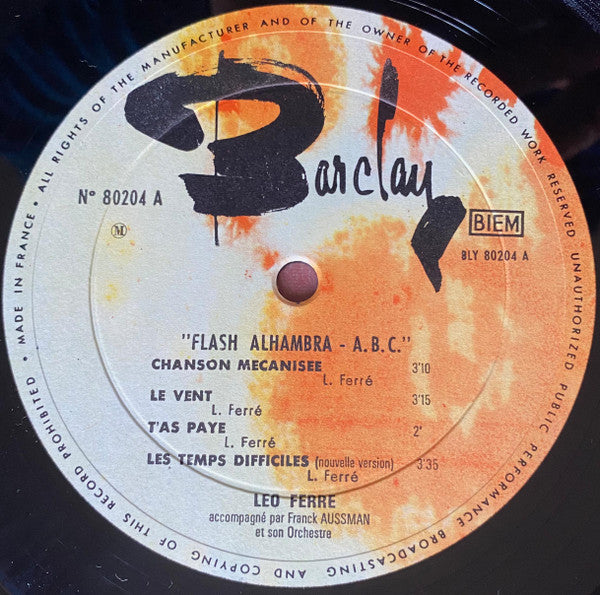 • MADE IN FRANCE • ALL RIGHTS OF THE MANUFACTURER AND OF THE OWNER OF THE RECORDED WORK RESERVED UNAUTHORIZED PUBLIC PERFORMANCE BROADCASTING AND COPYING OF THIS RECORD PROHIBITED
Barclay
N° 80204 A
M
BIEM
BLY 80204 A
"FLASH ALHAMBRA - A.B.C."
CHANSON MECANISEE 3'10
L. Ferré
LE VENT 3'15
L. Ferré
T'AS PAYE 2'
L. Ferré
LES TEMPS DIFFICILES (nouvelle version) 3'35
L. Ferré
LEO FERRE
accompagné par Franck AUSSMAN
et son Orchestre